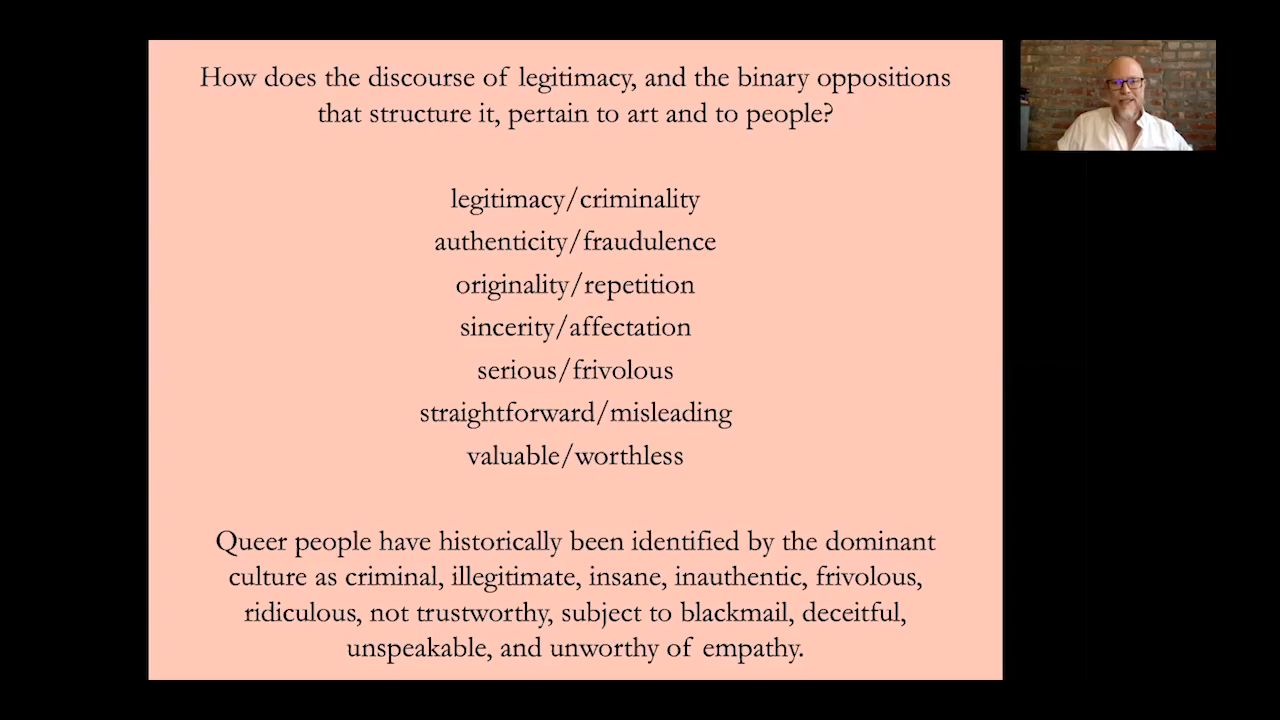 How does the discourse of legitimacy, and the binary oppositions
that structure it, pertain to art and to people?
legitimacy/criminality
authenticity/fraudulence
originality/repetition
sincerity/affectation
serious/frivolous
straightforward/misleading
valuable/worthless
Queer people have historically been identified by the dominant
culture as criminal, illegitimate, insane, inauthentic, frivolous,
ridiculous, not trustworthy, subject to blackmail, deceitful,
unspeakable, and unworthy of empathy.